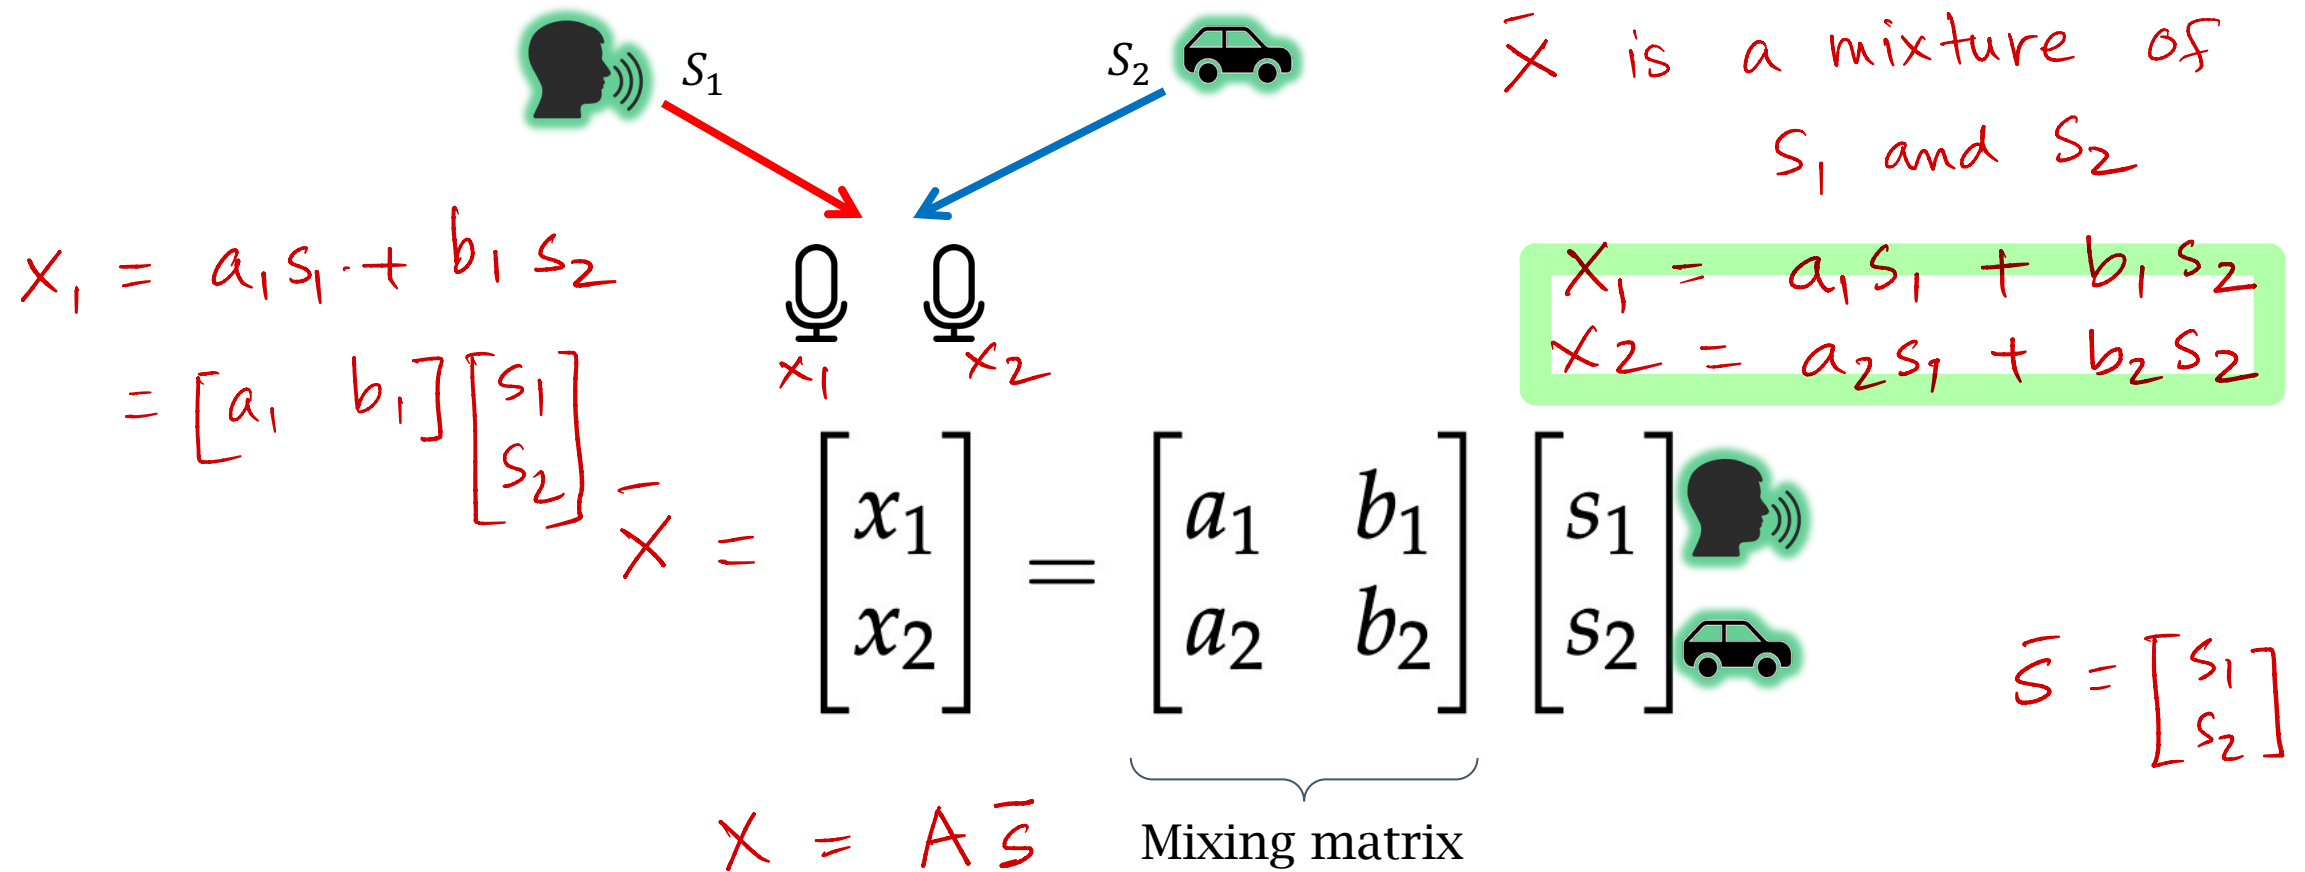 S₁
S₂
x̄ is a mixture of
s₁ and s₂
x₁ = a₁s₁ + b₁s₂
= [a₁ b₁] [s₁ s₂]
x₁ x₂
x₁ = a₁s₁ + b₁s₂
x2 = a₂s₁ + b₂s₂
x̄ = [x₁ x₂] = [a₁ b₁ a₂ b₂] [s₁ s₂]
s̄ = [s₁ s₂]
Mixing matrix
x = A s̄